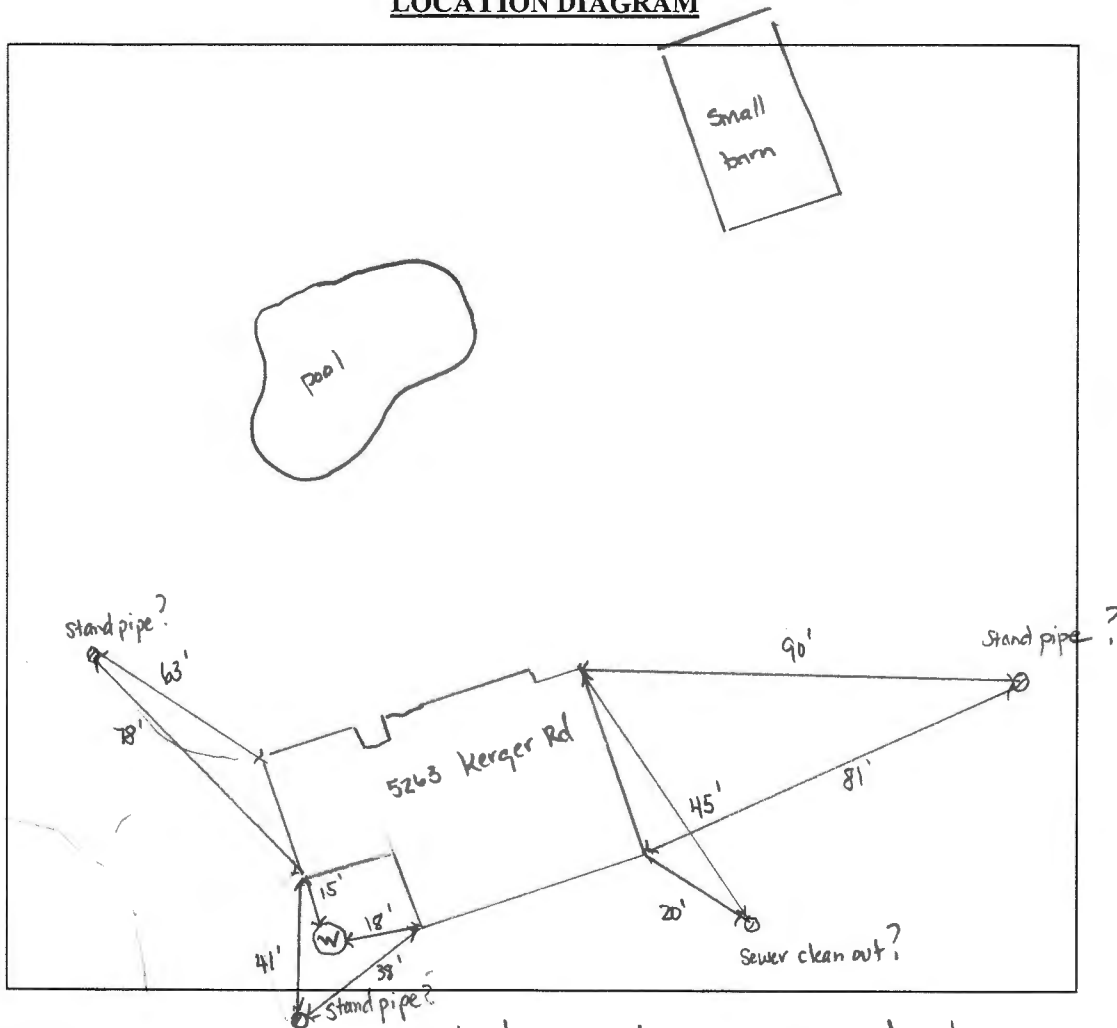 LOCATION DIAGRAM
Small
barn
pool
stand pipe?
63'
78'
90'
Stand pipe ?
5263 Kerger Rd
45'
81'
15'
18'
W
20'
41'
38'
Sewer clean out?
stand pipe?